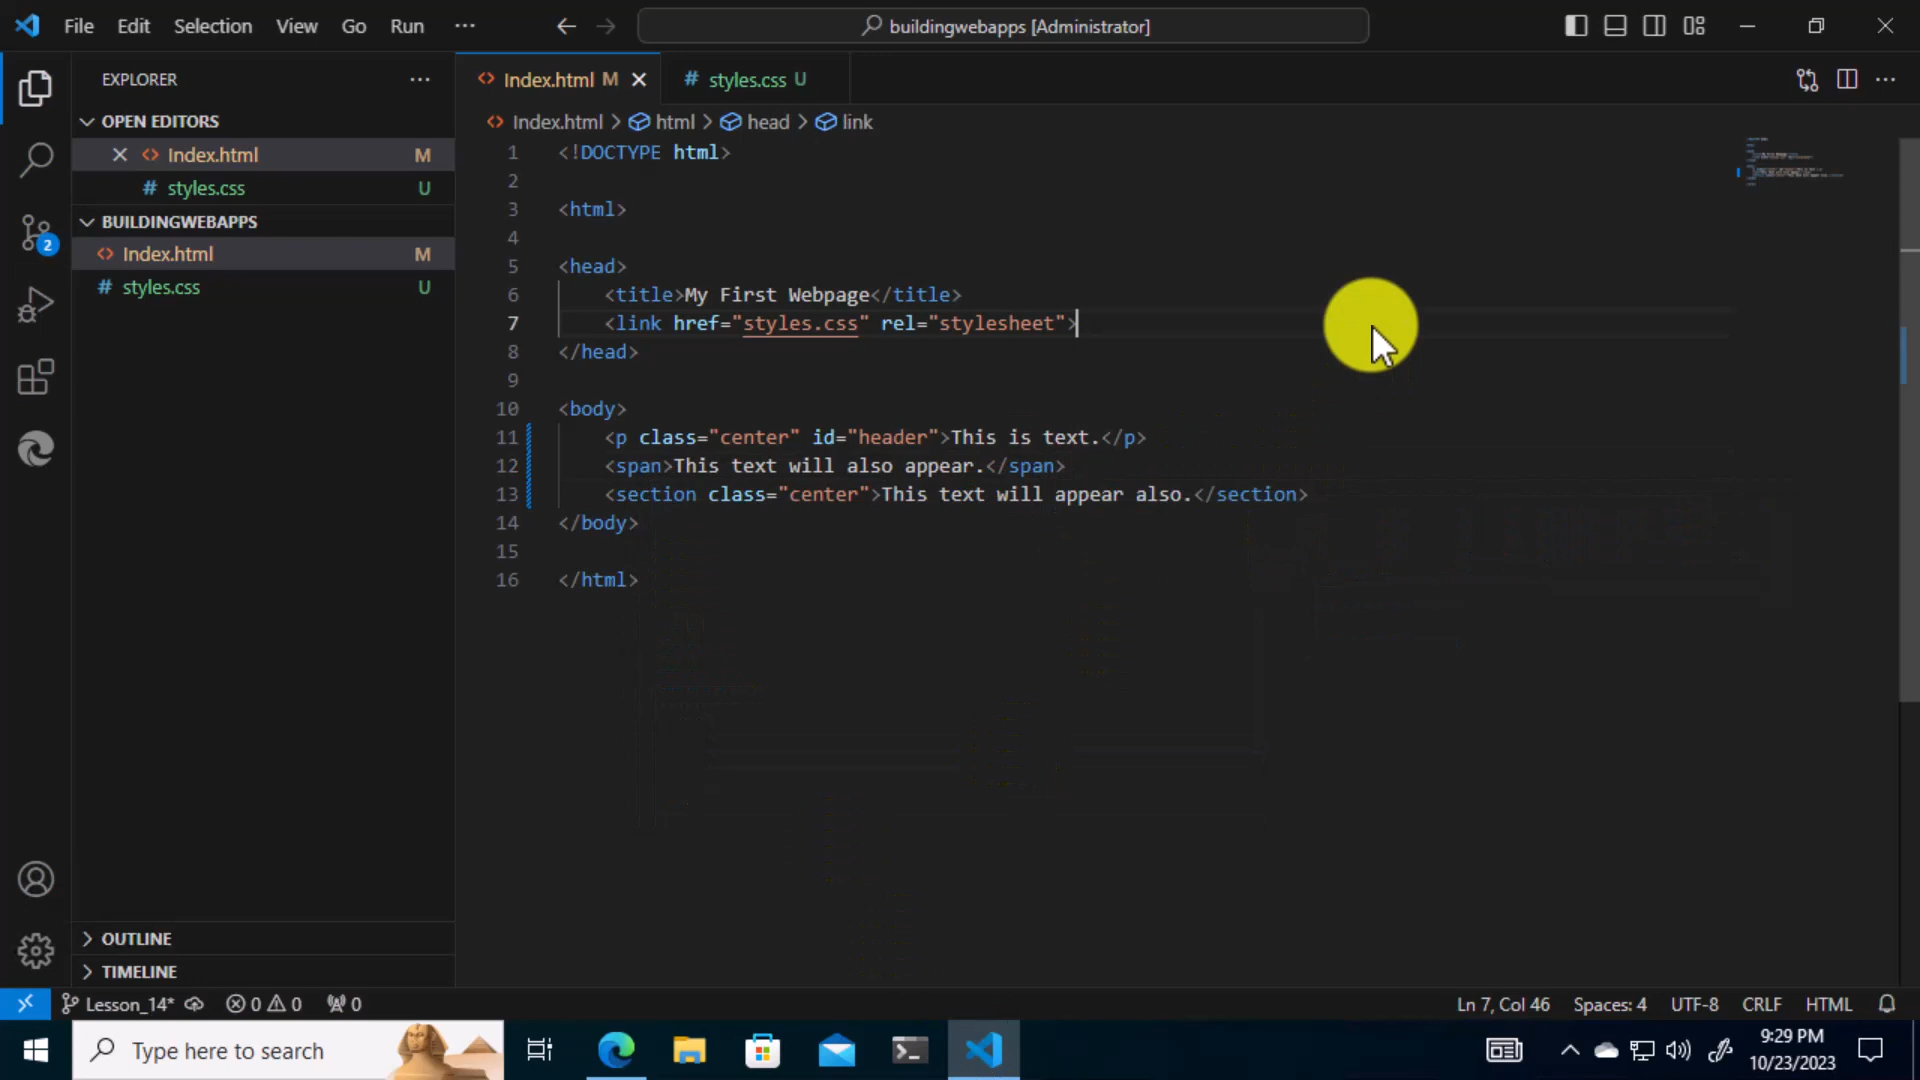 File Edit Selection View Go Run ··· buildingwebapps [Administrator]
EXPLORER ···
Index.html M
# styles.css U
OPEN EDITORS
Index.html M
# styles.css U
BUILDINGWEBAPPS
Index.html M
# styles.css U
2
Index.html > html > head > link
1 <!DOCTYPE html>
2
3 <html>
4
5 <head>
6 <title>My First Webpage</title>
7 <link href="styles.css" rel="stylesheet">
8 </head>
9
10 <body>
11 <p class="center" id="header">This is text.</p>
12 <span>This text will also appear.</span>
13 <section class="center">This text will appear also.</section>
14 </body>
15
16 </html>
OUTLINE
TIMELINE
Lesson_14* 0 0 0 Ln 7, Col 46 Spaces: 4 UTF-8 CRLF HTML
Type here to search
9:29 PM
10/23/2023